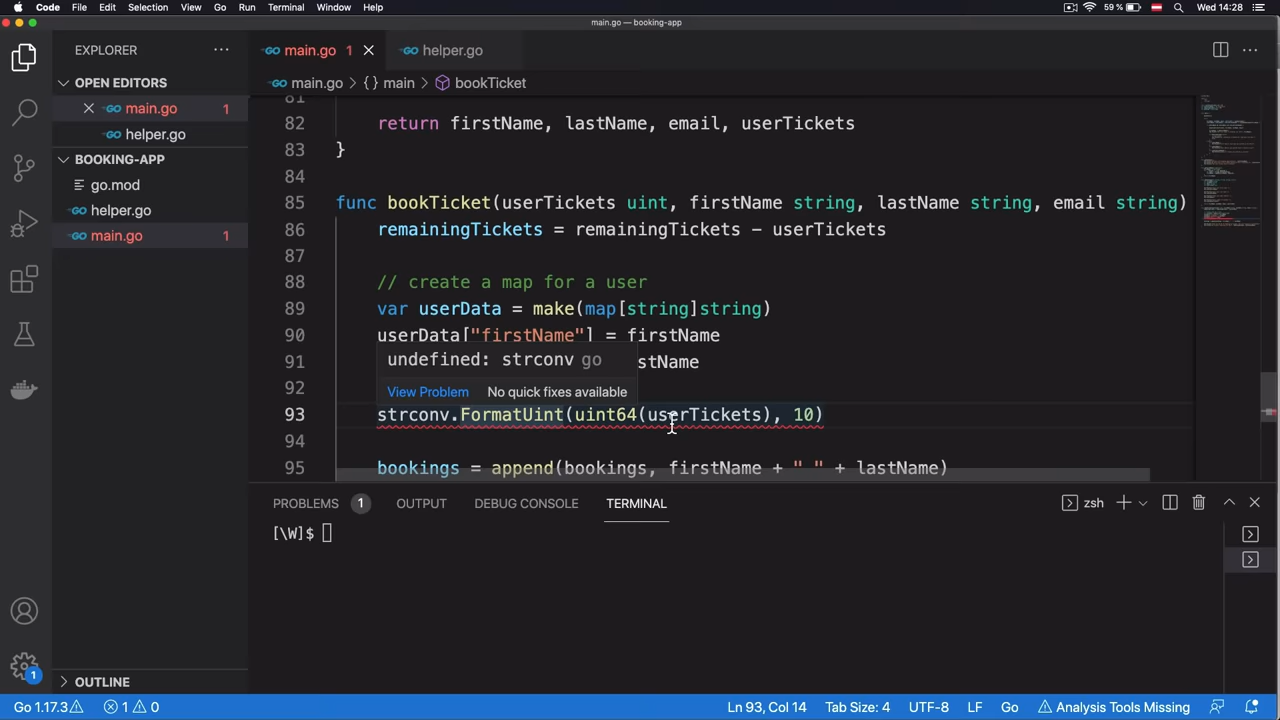 Code File Edit Selection View Go Run Terminal Window Help 59 % Wed 14:28
main.go — booking-app
EXPLORER
main.go 1
helper.go
OPEN EDITORS
main.go > {} main > bookTicket
main.go 1
helper.go
BOOKING-APP
go.mod
helper.go
main.go 1
81
82 return firstName, lastName, email, userTickets
83 }
84
85 func bookTicket(userTickets uint, firstName string, lastName string, email string)
86 remainingTickets = remainingTickets - userTickets
87
88 // create a map for a user
89 var userData = make(map[string]string)
90 userData["firstName"] = firstName
91 stName
undefined: strconv go
92
View Problem No quick fixes available
93 strconv.FormatUint(uint64(userTickets), 10)
94
95 bookings = append(bookings, firstName + " " + lastName)
PROBLEMS 1 OUTPUT DEBUG CONSOLE TERMINAL zsh
[\W]$
1
OUTLINE
Go 1.17.3 1 0 Ln 93, Col 14 Tab Size: 4 UTF-8 LF Go Analysis Tools Missing